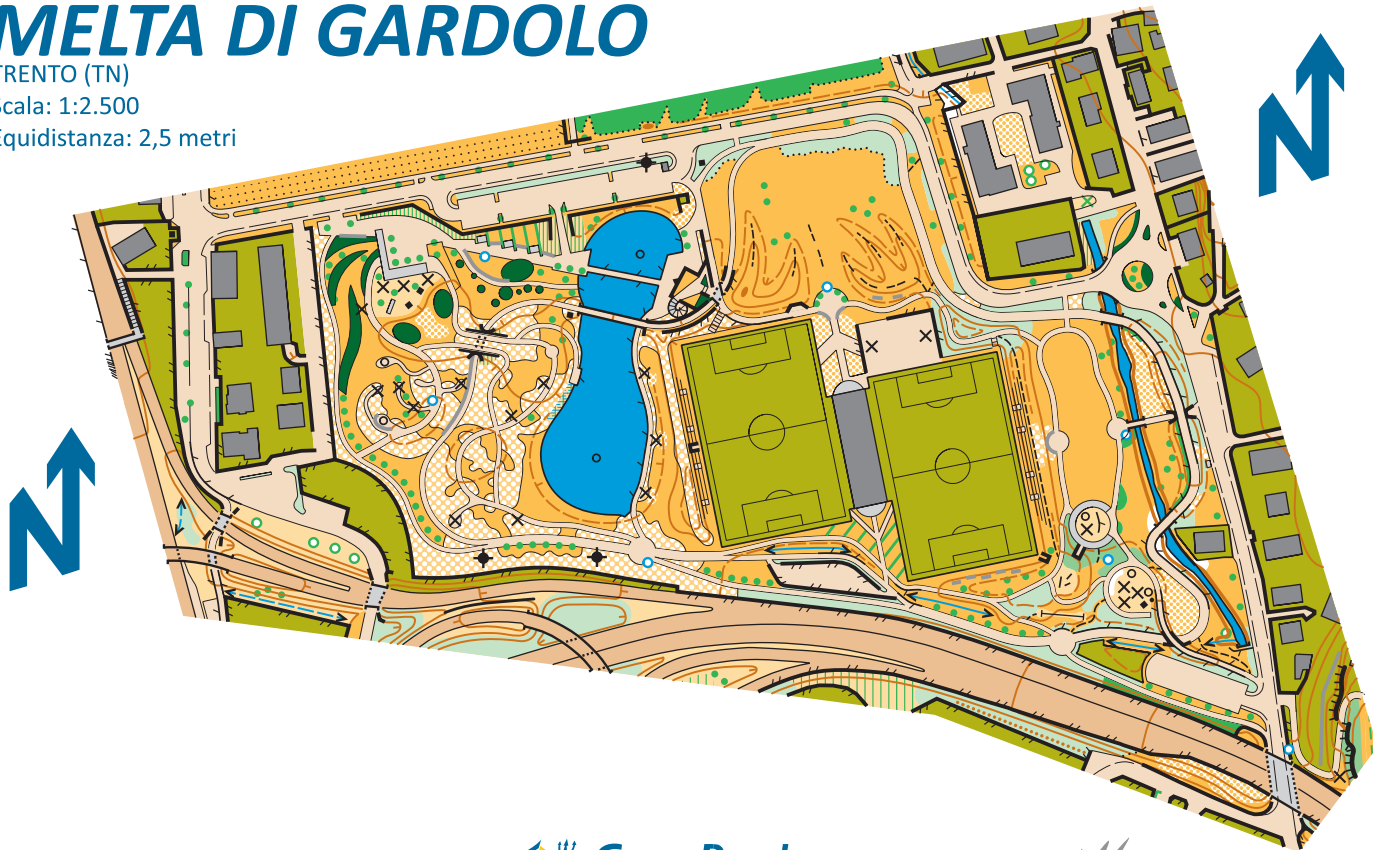 MELTA DI GARDOLO
TRENTO (TN)
Scala: 1:2.500
Equidistanza: 2,5 metri
N
N